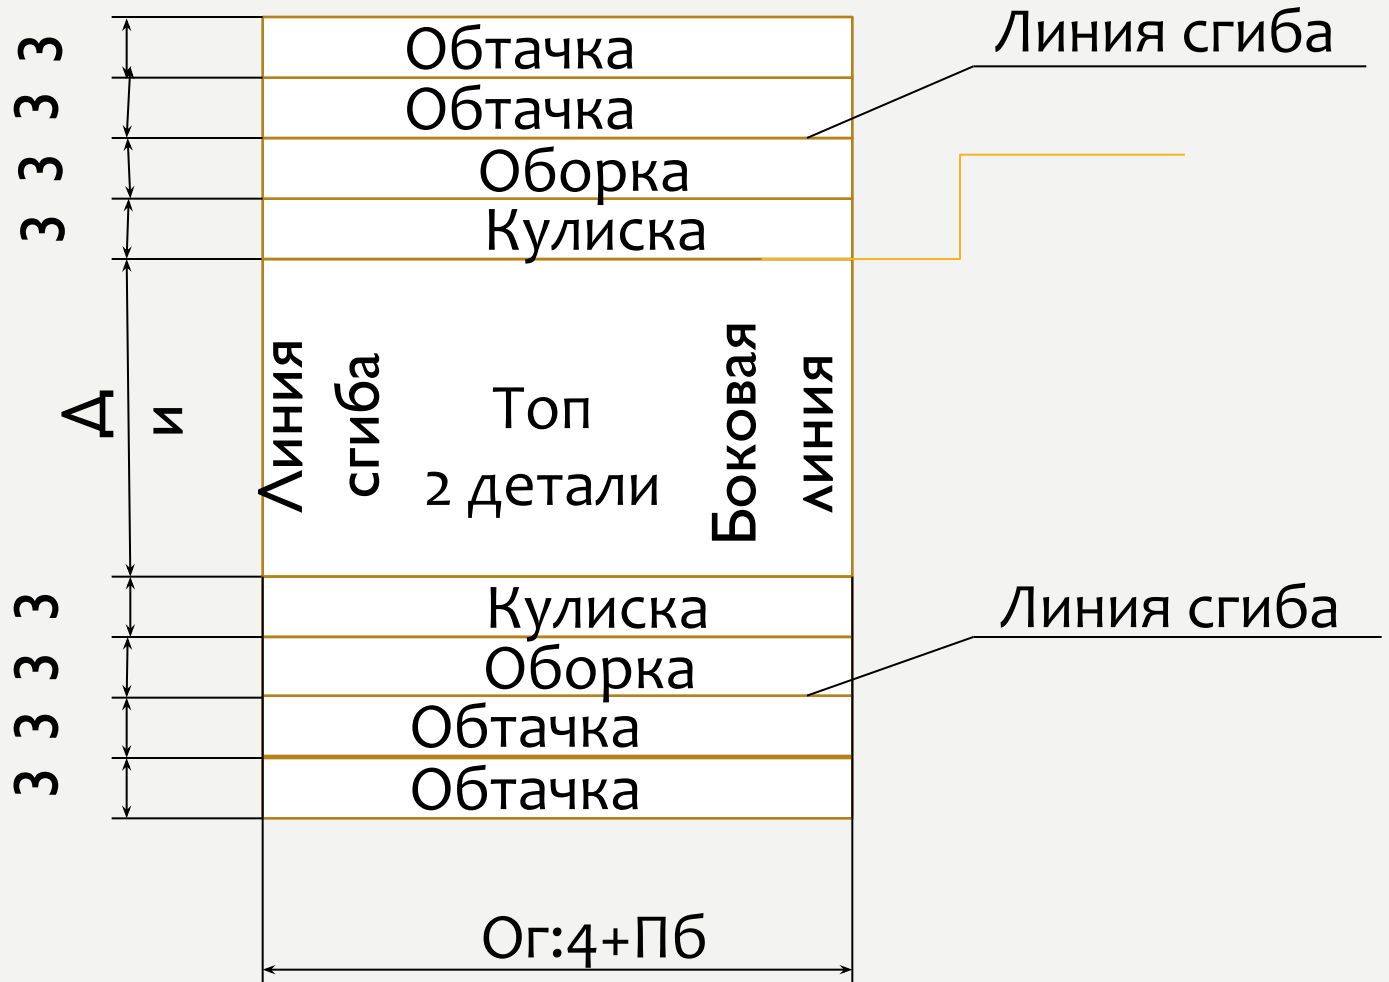 Линия сгиба
3
Обтачка
3
Обтачка
3
Оборка
3
Кулиска
Ди
Линия
сгиба
Топ
2 детали
Боковая
линия
3
Кулиска
Линия сгиба
3
Оборка
3
Обтачка
3
Обтачка
Ог:4+Пб